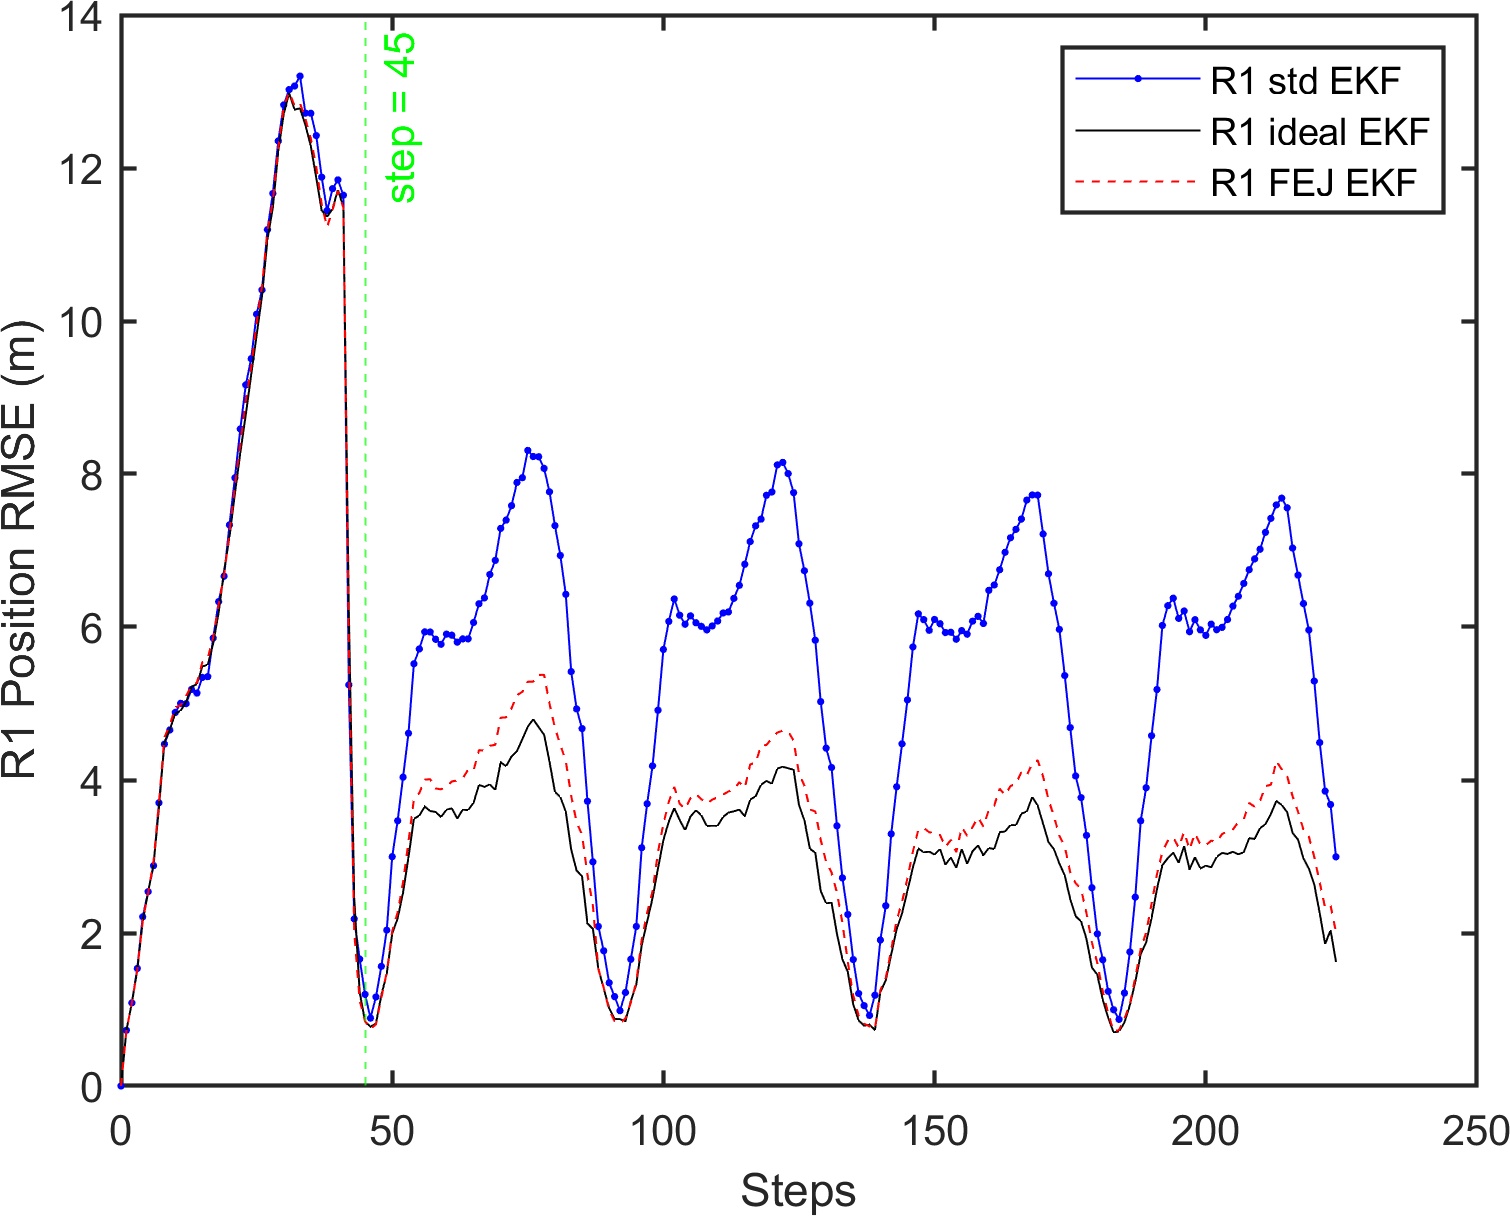 14
12
10
8
6
4
2
0
0
50
100
150
200
250
R1 Position RMSE (m)
Steps
step = 45
R1 std EKF
R1 ideal EKF
R1 FEJ EKF